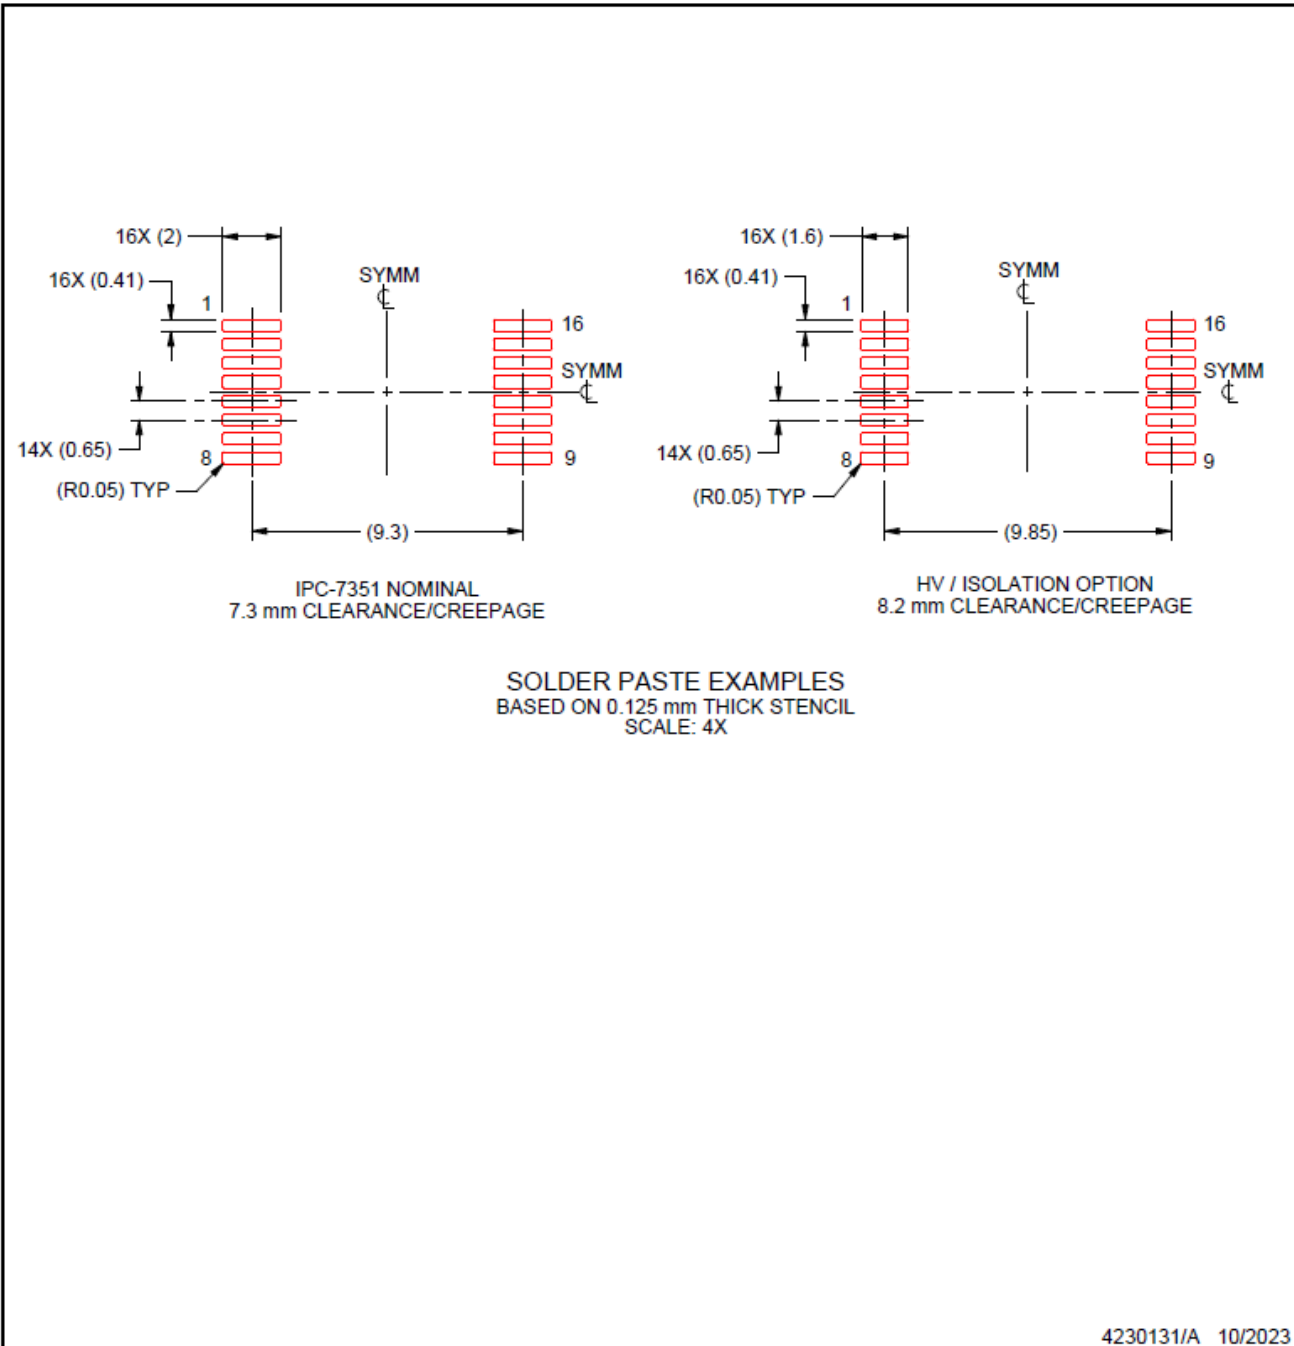 16X (2)
16X (0.41)
1
SYMM
16
SYMM
14X (0.65)
8
9
(R0.05) TYP
(9.3)
IPC-7351 NOMINAL
7.3 mm CLEARANCE/CREEPAGE
16X (1.6)
16X (0.41)
1
SYMM
16
SYMM
14X (0.65)
8
9
(R0.05) TYP
(9.85)
HV / ISOLATION OPTION
8.2 mm CLEARANCE/CREEPAGE
SOLDER PASTE EXAMPLES
BASED ON 0.125 mm THICK STENCIL
SCALE: 4X
4230131/A 10/2023